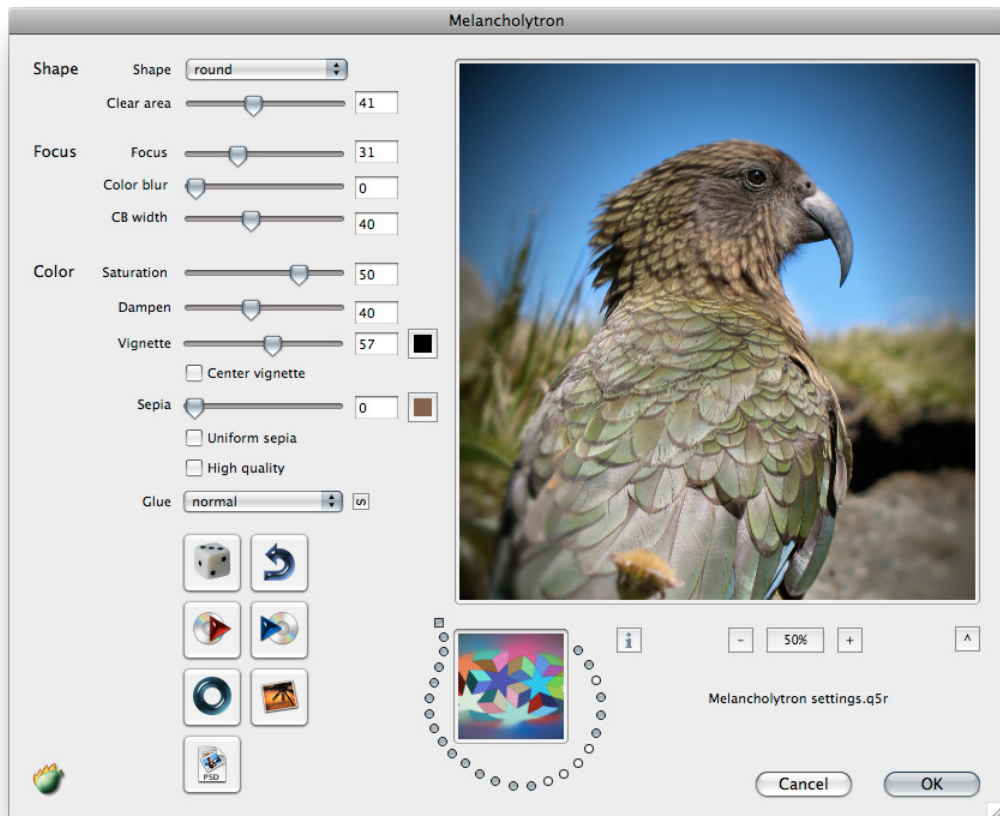 Melancholytron
Shape Shape round
Clear area 41
Focus Focus 31
Color blur 0
CB width 40
Color Saturation 50
Dampen 40
Vignette 57
Center vignette
Sepia 0
Uniform sepia
High quality
Glue normal S
PSD
i - 50% + ^
Melancholytron settings.q5r
Cancel OK